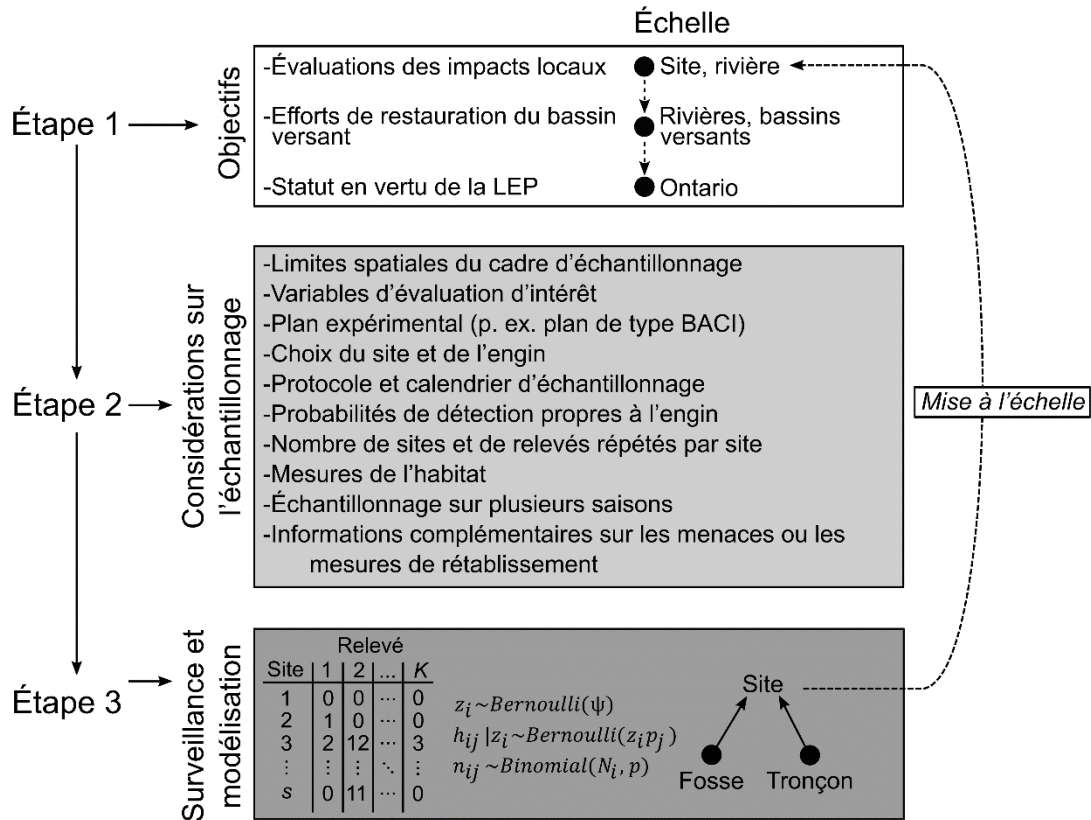 Échelle
Étape 1
Objectifs
-Évaluations des impacts locaux
Site, rivière
-Efforts de restauration du bassin
versant
Rivières, bassins
versants
-Statut en vertu de la LEP
Ontario
Étape 2
Considérations sur
l'échantillonnage
-Limites spatiales du cadre d'échantillonnage
-Variables d'évaluation d'intérêt
-Plan expérimental (p. ex. plan de type BACI)
-Choix du site et de l'engin
-Protocole et calendrier d'échantillonnage
-Probabilités de détection propres à l'engin
-Nombre de sites et de relevés répétés par site
-Mesures de l'habitat
-Échantillonnage sur plusieurs saisons
-Informations complémentaires sur les menaces ou les
mesures de rétablissement
Mise à l'échelle
Étape 3
Surveillance et
modélisation
Relevé
Site 1 2 ... K
1 0 0 ⋯ 0
2 1 0 ⋯ 0
3 2 12 ⋯ 3
⋮ ⋮ ⋮ ⋱ ⋮
s 0 11 ⋯ 0
z_i~Bernoulli(ψ)
h_ij|z_i~Bernoulli(z_i p_j)
n_ij~Binomial(N_i, p)
Site
Fosse
Tronçon